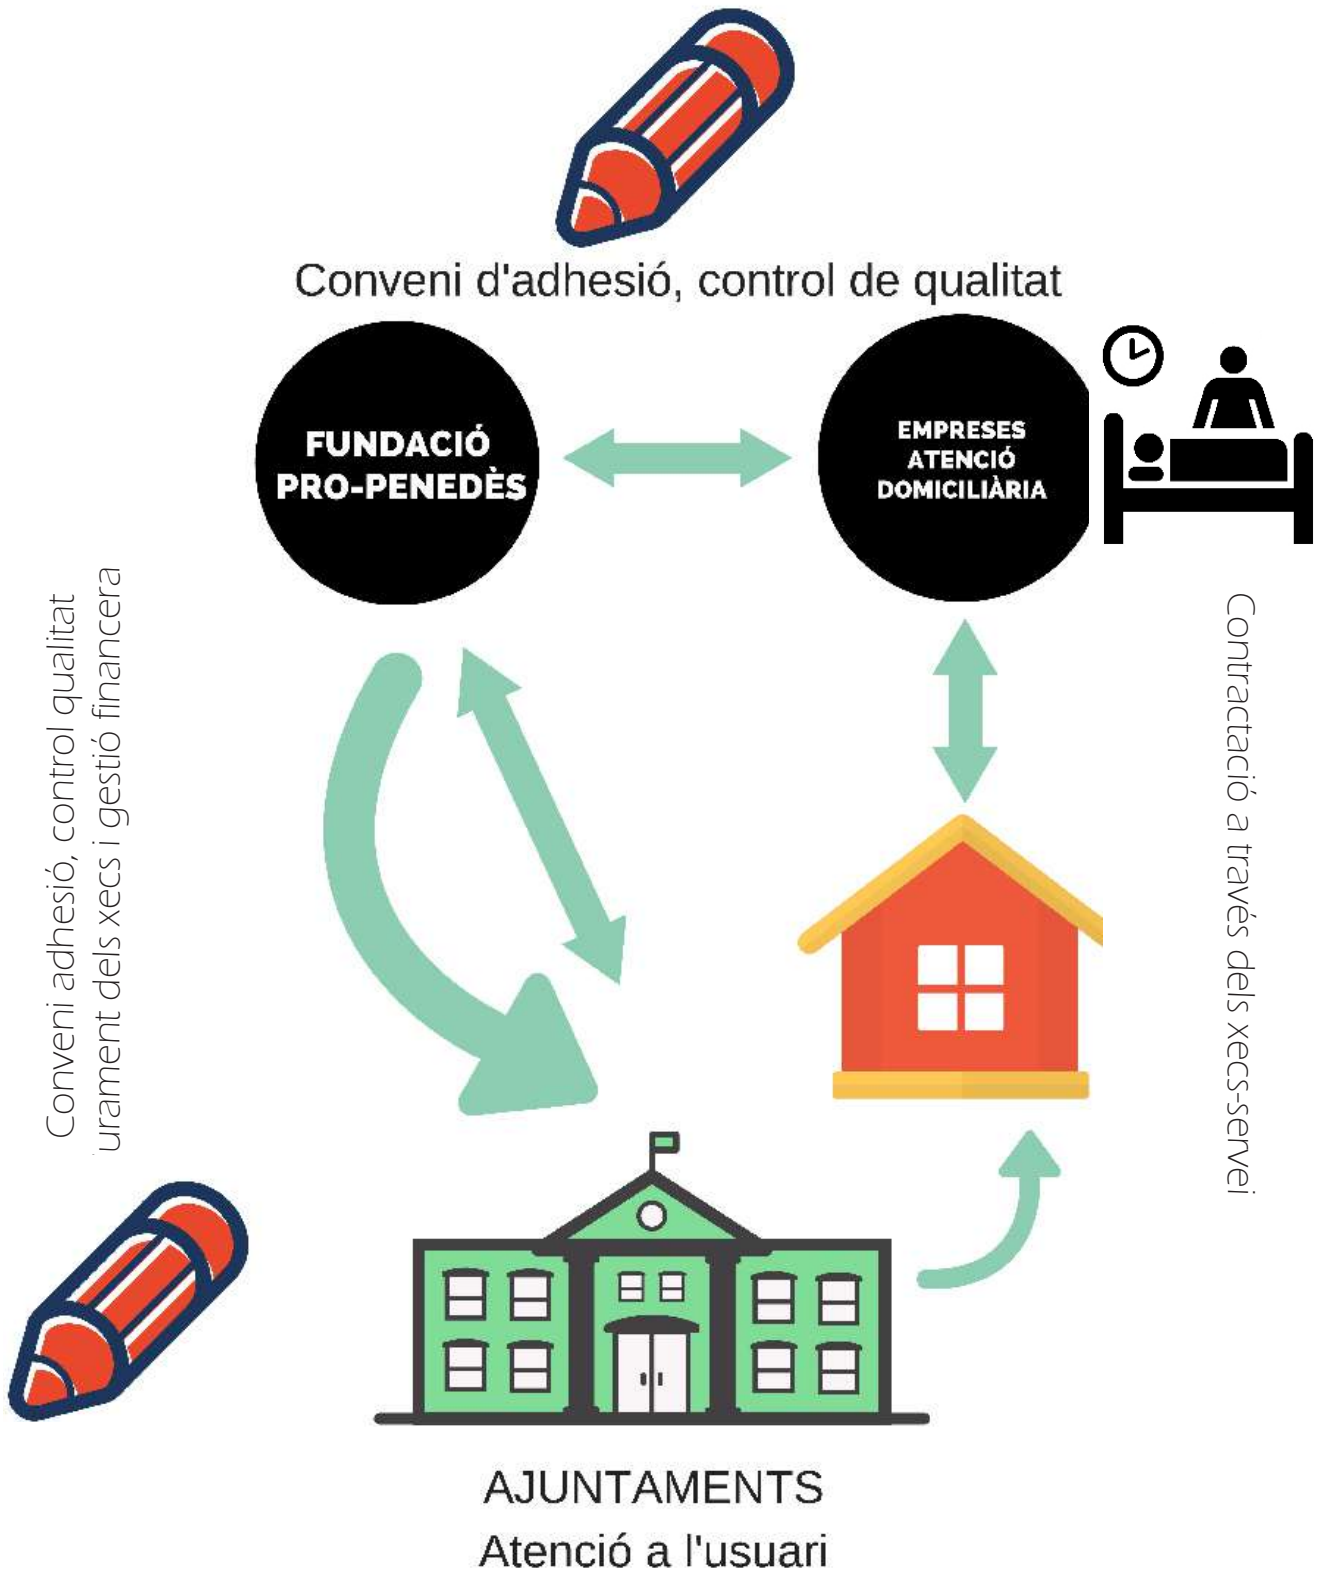 Conveni d'adhesió, control de qualitat
FUNDACIÓ
PRO-PENEDÈS
EMPRESES
ATENCIÓ
DOMICILIÀRIA
Conveni adhesió, control qualitat
urament dels xecs i gestió financera
Contractació a través dels xecs-servei
AJUNTAMENTS
Atenció a l'usuari